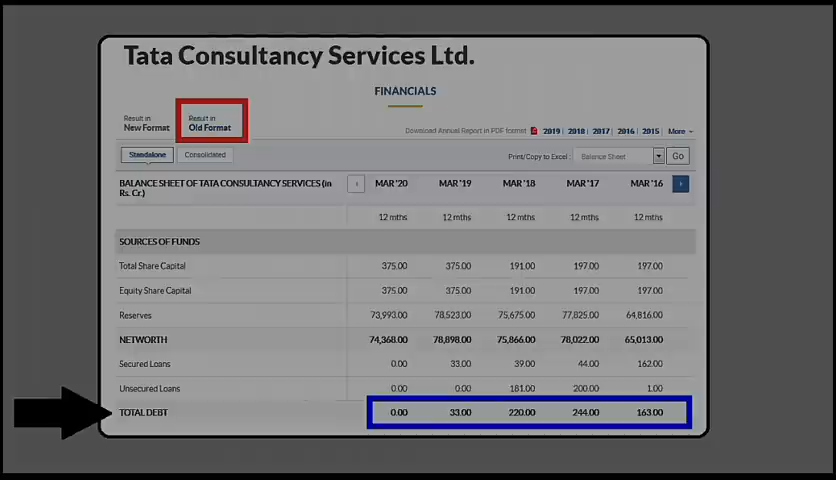 Tata Consultancy Services Ltd.
FINANCIALS
Result in New Format
Result in Old Format
Download Annual Report in PDF format 2019 | 2018 | 2017 | 2016 | 2015 | More
Standalone Consolidated Print/Copy to Excel : Balance Sheet Go
BALANCE SHEET OF TATA CONSULTANCY SERVICES (in Rs. Cr.) MAR '20 MAR '19 MAR '18 MAR '17 MAR '16
12 mths 12 mths 12 mths 12 mths 12 mths
SOURCES OF FUNDS
Total Share Capital 375.00 375.00 191.00 197.00 197.00
Equity Share Capital 375.00 375.00 191.00 197.00 197.00
Reserves 73,993.00 78,523.00 75,675.00 77,825.00 64,816.00
NETWORTH 74,368.00 78,898.00 75,866.00 78,022.00 65,013.00
Secured Loans 0.00 33.00 39.00 44.00 162.00
Unsecured Loans 0.00 0.00 181.00 200.00 1.00
TOTAL DEBT 0.00 33.00 220.00 244.00 163.00